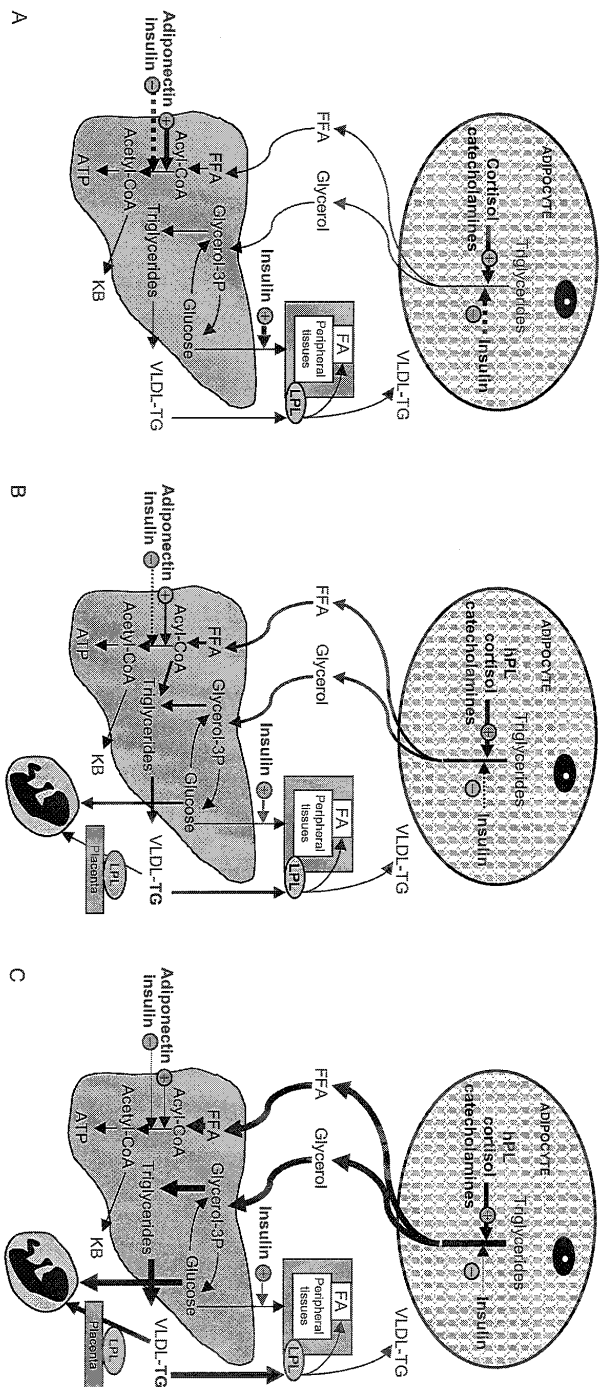 A
ADIPOCYTE
Triglycerides
Cortisol
catecholamines
+
−
Insulin
FFA
Glycerol
VLDL-TG
FA
Peripheral
tissues
LPL
Insulin
+
Adiponectin
insulin
+
−
FFA
Acyl-CoA
Acetyl-CoA
ATP
Glycerol-3P
Triglycerides
Glucose
KB
VLDL-TG
B
ADIPOCYTE
Triglycerides
hPL
cortisol
catecholamines
+
−
Insulin
FFA
Glycerol
VLDL-TG
FA
Peripheral
tissues
LPL
Insulin
+
Adiponectin
insulin
+
−
FFA
Acyl-CoA
Acetyl-CoA
ATP
Glycerol-3P
Triglycerides
Glucose
KB
VLDL-TG
LPL
Placenta
C
ADIPOCYTE
Triglycerides
hPL
cortisol
catecholamines
+
−
Insulin
FFA
Glycerol
VLDL-TG
FA
Peripheral
tissues
LPL
Insulin
+
Adiponectin
insulin
+
−
FFA
Acyl-CoA
Acetyl-CoA
ATP
Glycerol-3P
Triglycerides
Glucose
KB
VLDL-TG
LPL
Placenta